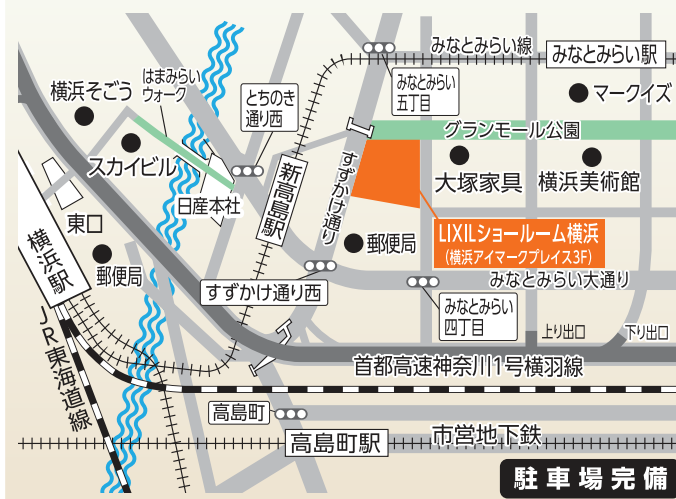 みなとみらい線
みなとみらい駅
みなとみらい
五丁目
マークイズ
横浜そごう
はまみらい
ウォーク
とちのき
通り西
グランモール公園
スカイビル
大塚家具
横浜美術館
日産本社
新高島駅
すずかけ通り
東口
横浜駅
郵便局
郵便局
LIXILショールーム横浜
(横浜アイマークプレイス3F)
すずかけ通り西
みなとみらい大通り
みなとみらい
四丁目
上り出口
下り出口
JR東海道線
首都高速神奈川1号横羽線
高島町
高島町駅
市営地下鉄
駐車場完備